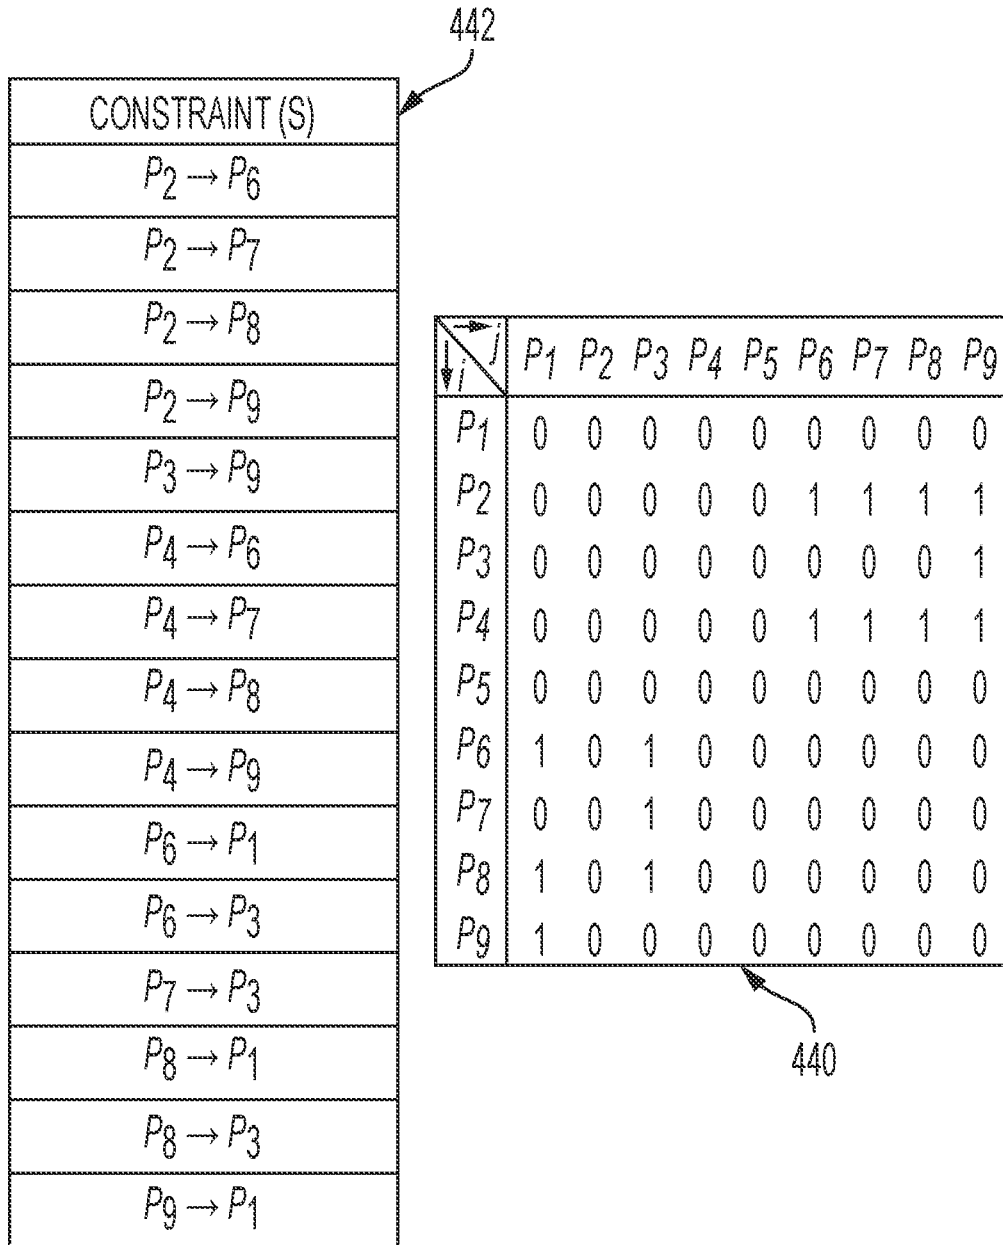 442
CONSTRAINT (S)
P2 → P6
P2 → P7
P2 → P8
P2 → P9
P3 → P9
P4 → P6
P4 → P7
P4 → P8
P4 → P9
P6 → P1
P6 → P3
P7 → P3
P8 → P1
P8 → P3
P9 → P1
→ j ↓ i P1 P2 P3 P4 P5 P6 P7 P8 P9
P1 0 0 0 0 0 0 0 0 0
P2 0 0 0 0 0 1 1 1 1
P3 0 0 0 0 0 0 0 0 1
P4 0 0 0 0 0 1 1 1 1
P5 0 0 0 0 0 0 0 0 0
P6 1 0 1 0 0 0 0 0 0
P7 0 0 1 0 0 0 0 0 0
P8 1 0 1 0 0 0 0 0 0
P9 1 0 0 0 0 0 0 0 0
440